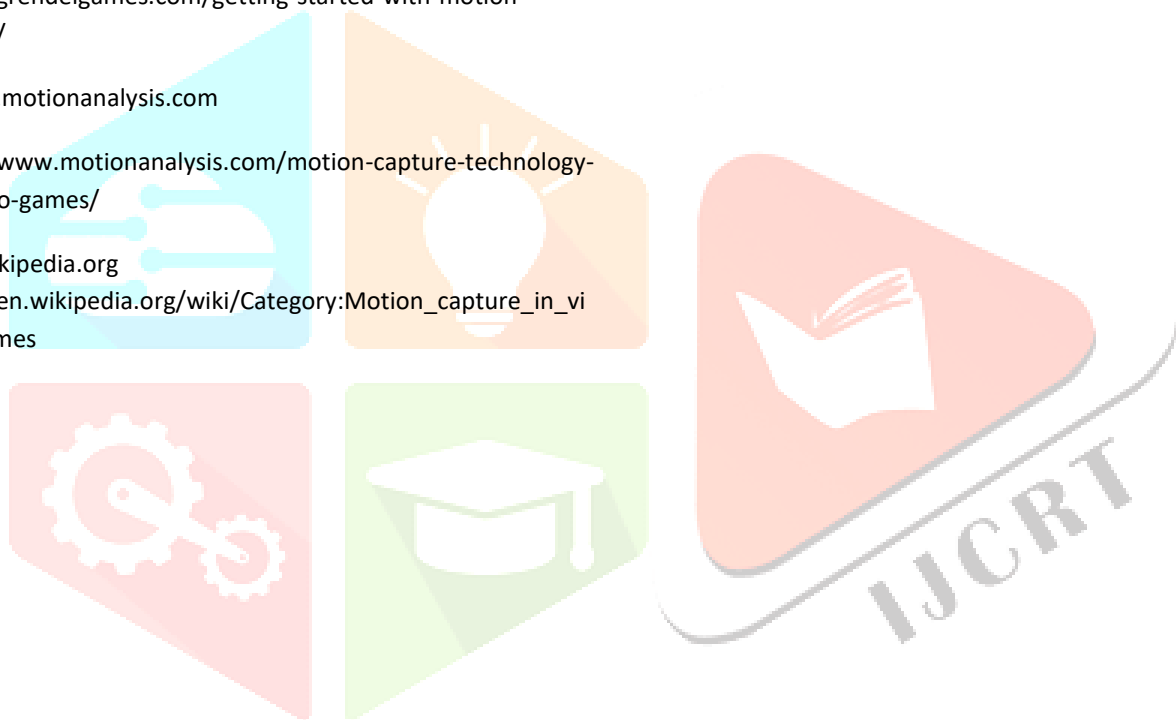 grendelgames.com/getting-started-with-motion-
/
motionanalysis.com
www.motionanalysis.com/motion-capture-technology-
o-games/
kipedia.org
en.wikipedia.org/wiki/Category:Motion_capture_in_vi
mes
IJCRT